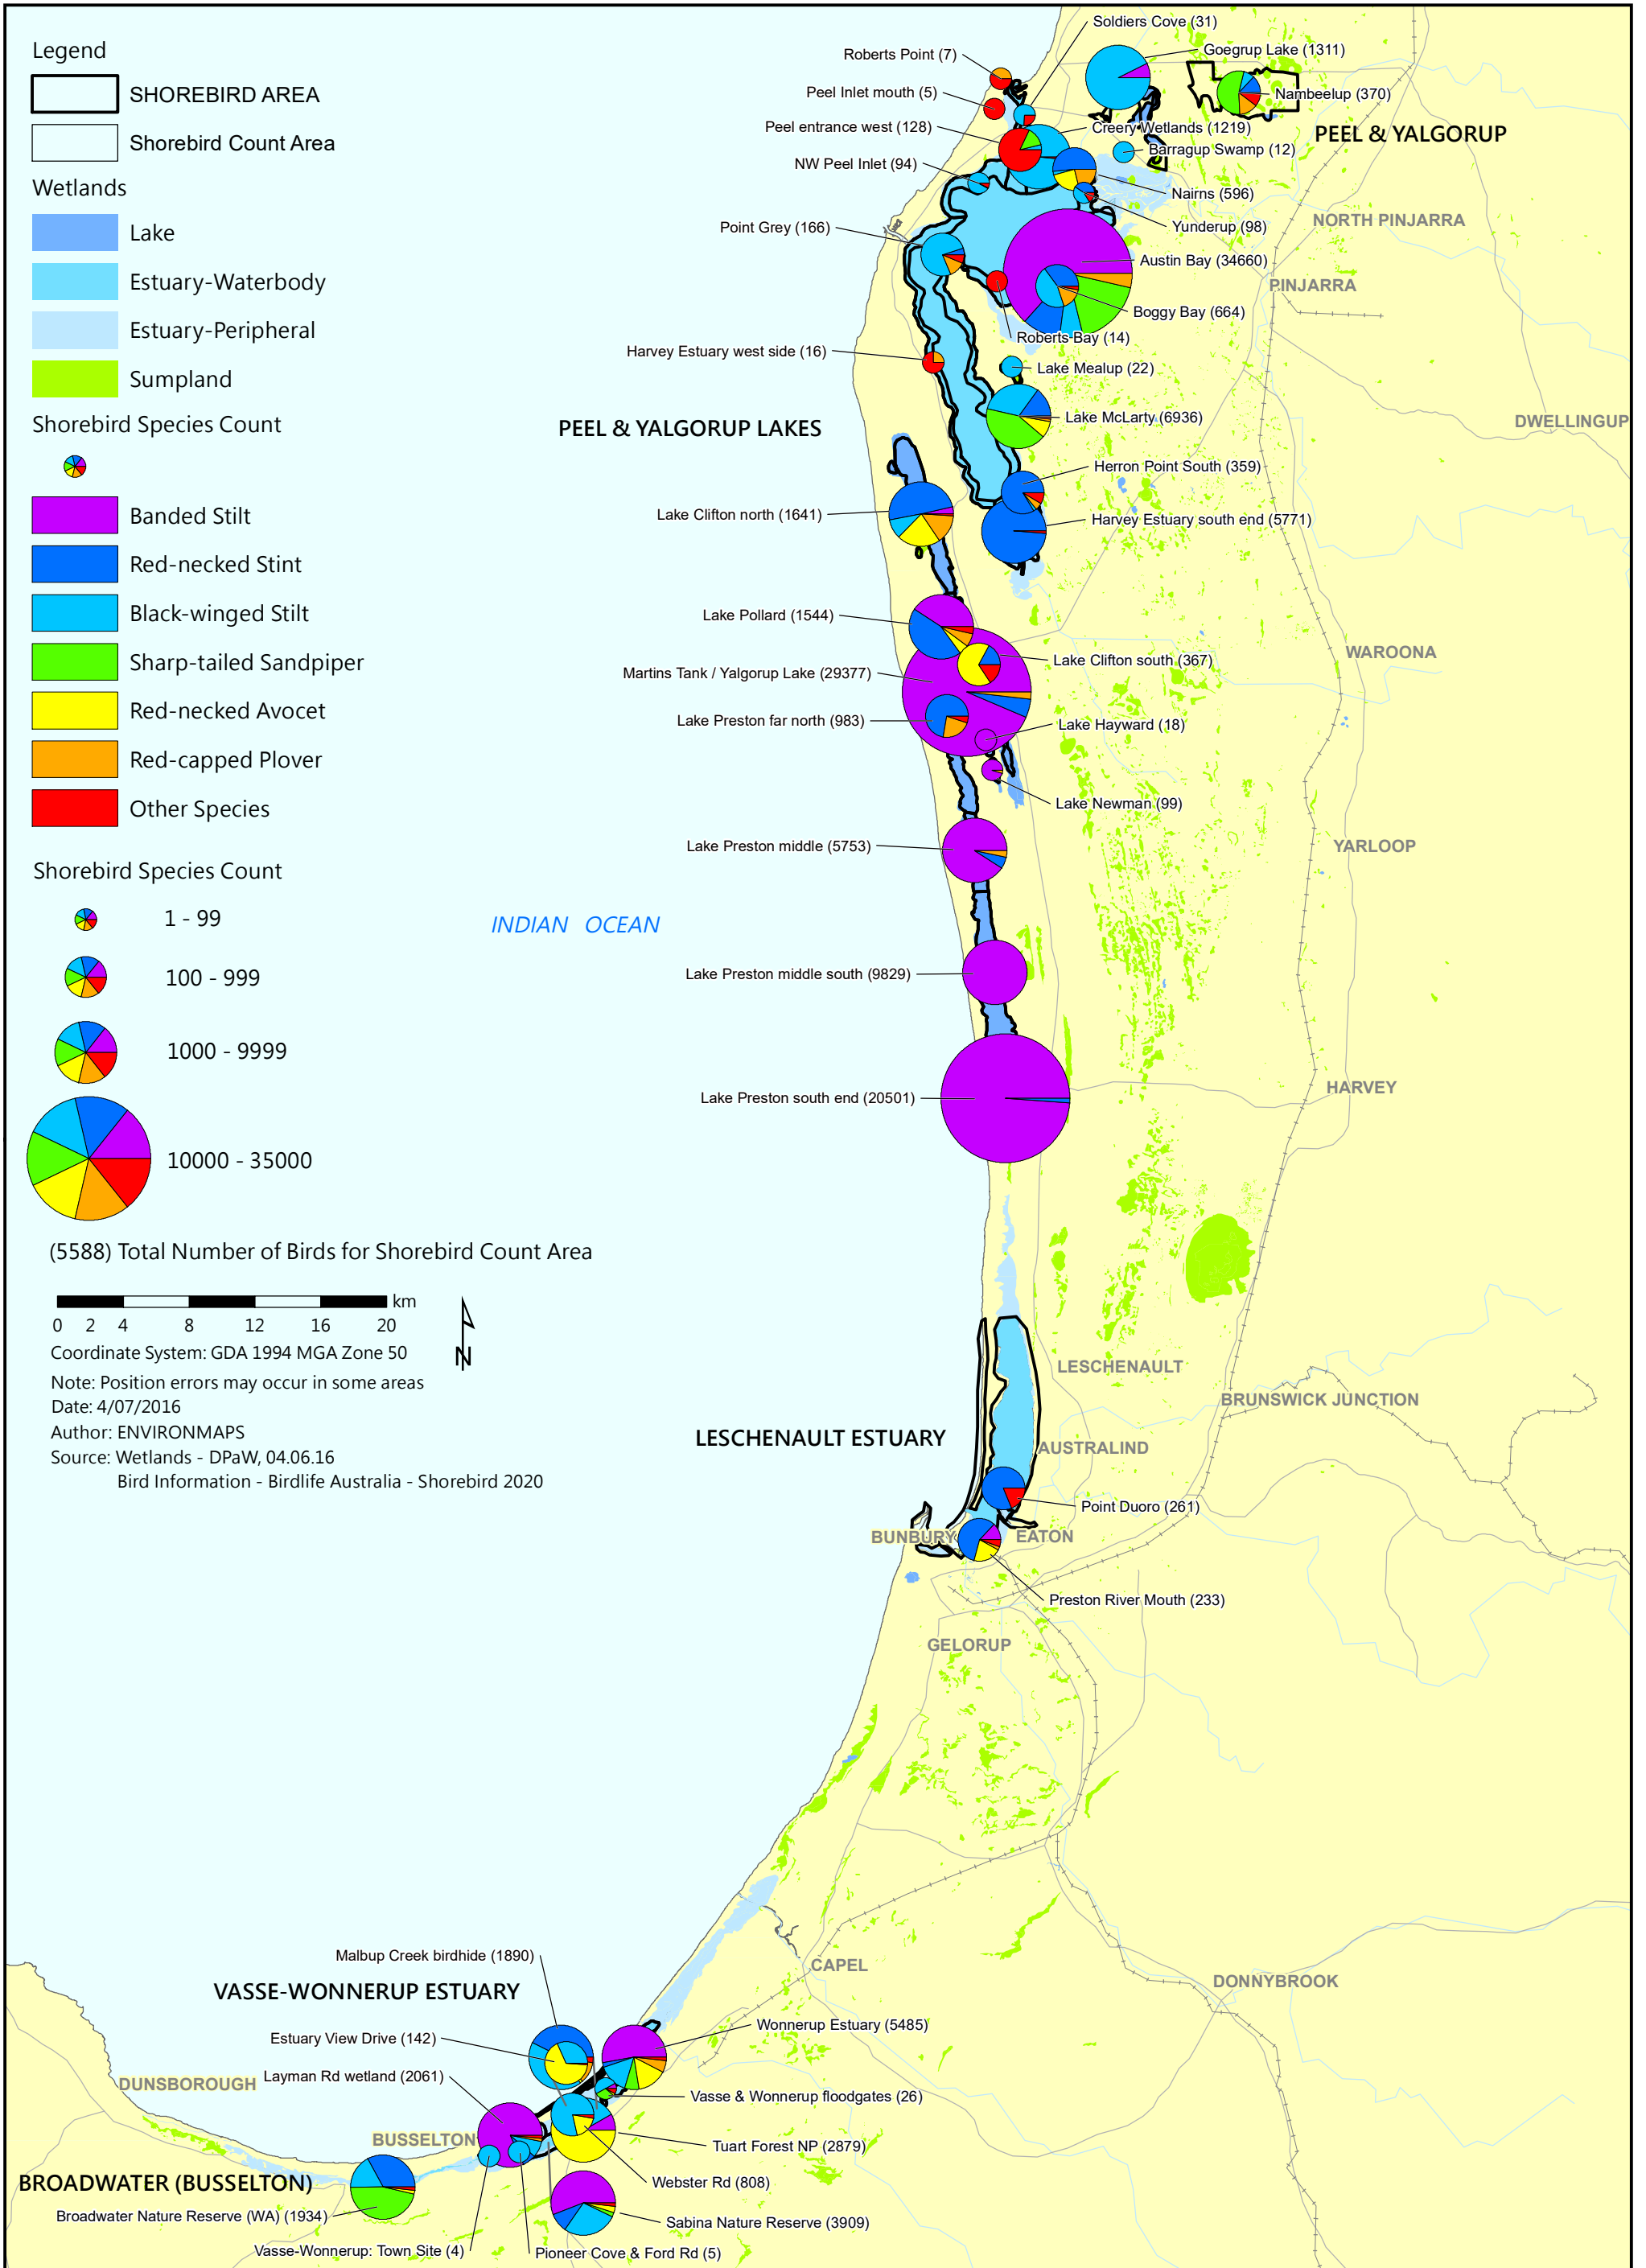 Legend
SHOREBIRD AREA
Shorebird Count Area
Wetlands
Lake
Estuary-Waterbody
Estuary-Peripheral
Sumpland
Shorebird Species Count
Banded Stilt
Red-necked Stint
Black-winged Stilt
Sharp-tailed Sandpiper
Red-necked Avocet
Red-capped Plover
Other Species
Shorebird Species Count
1 - 99
100 - 999
1000 - 9999
10000 - 35000
(5588) Total Number of Birds for Shorebird Count Area
km
0 2 4 8 12 16 20
N
Coordinate System: GDA 1994 MGA Zone 50
Note: Position errors may occur in some areas
Date: 4/07/2016
Author: ENVIRONMAPS
Source: Wetlands - DPaW, 04.06.16
Bird Information - Birdlife Australia - Shorebird 2020
Soldiers Cove (31)
Roberts Point (7)
Goegrup Lake (1311)
Peel Inlet mouth (5)
Nambeelup (370)
Peel entrance west (128)
Creery Wetlands (1219)
PEEL & YALGORUP
Barragup Swamp (12)
NW Peel Inlet (94)
Nairns (596)
NORTH PINJARRA
Point Grey (166)
Yunderup (98)
Austin Bay (34660)
PINJARRA
Boggy Bay (664)
Roberts Bay (14)
Harvey Estuary west side (16)
Lake Mealup (22)
Lake McLarty (6936)
DWELLINGUP
PEEL & YALGORUP LAKES
Herron Point South (359)
Lake Clifton north (1641)
Harvey Estuary south end (5771)
Lake Pollard (1544)
WAROONA
Lake Clifton south (367)
Martins Tank / Yalgorup Lake (29377)
Lake Preston far north (983)
Lake Hayward (18)
Lake Newman (99)
Lake Preston middle (5753)
YARLOOP
INDIAN OCEAN
Lake Preston middle south (9829)
HARVEY
Lake Preston south end (20501)
LESCHENAULT
BRUNSWICK JUNCTION
LESCHENAULT ESTUARY
AUSTRALIND
Point Duoro (261)
BUNBURY
EATON
Preston River Mouth (233)
GELORUP
Malbup Creek birdhide (1890)
CAPEL
DONNYBROOK
VASSE-WONNERUP ESTUARY
Wonnerup Estuary (5485)
Estuary View Drive (142)
Layman Rd wetland (2061)
DUNSBOROUGH
Vasse & Wonnerup floodgates (26)
BUSSELTON
Tuart Forest NP (2879)
BROADWATER (BUSSELTON)
Webster Rd (808)
Broadwater Nature Reserve (WA) (1934)
Sabina Nature Reserve (3909)
Vasse-Wonnerup: Town Site (4)
Pioneer Cove & Ford Rd (5)